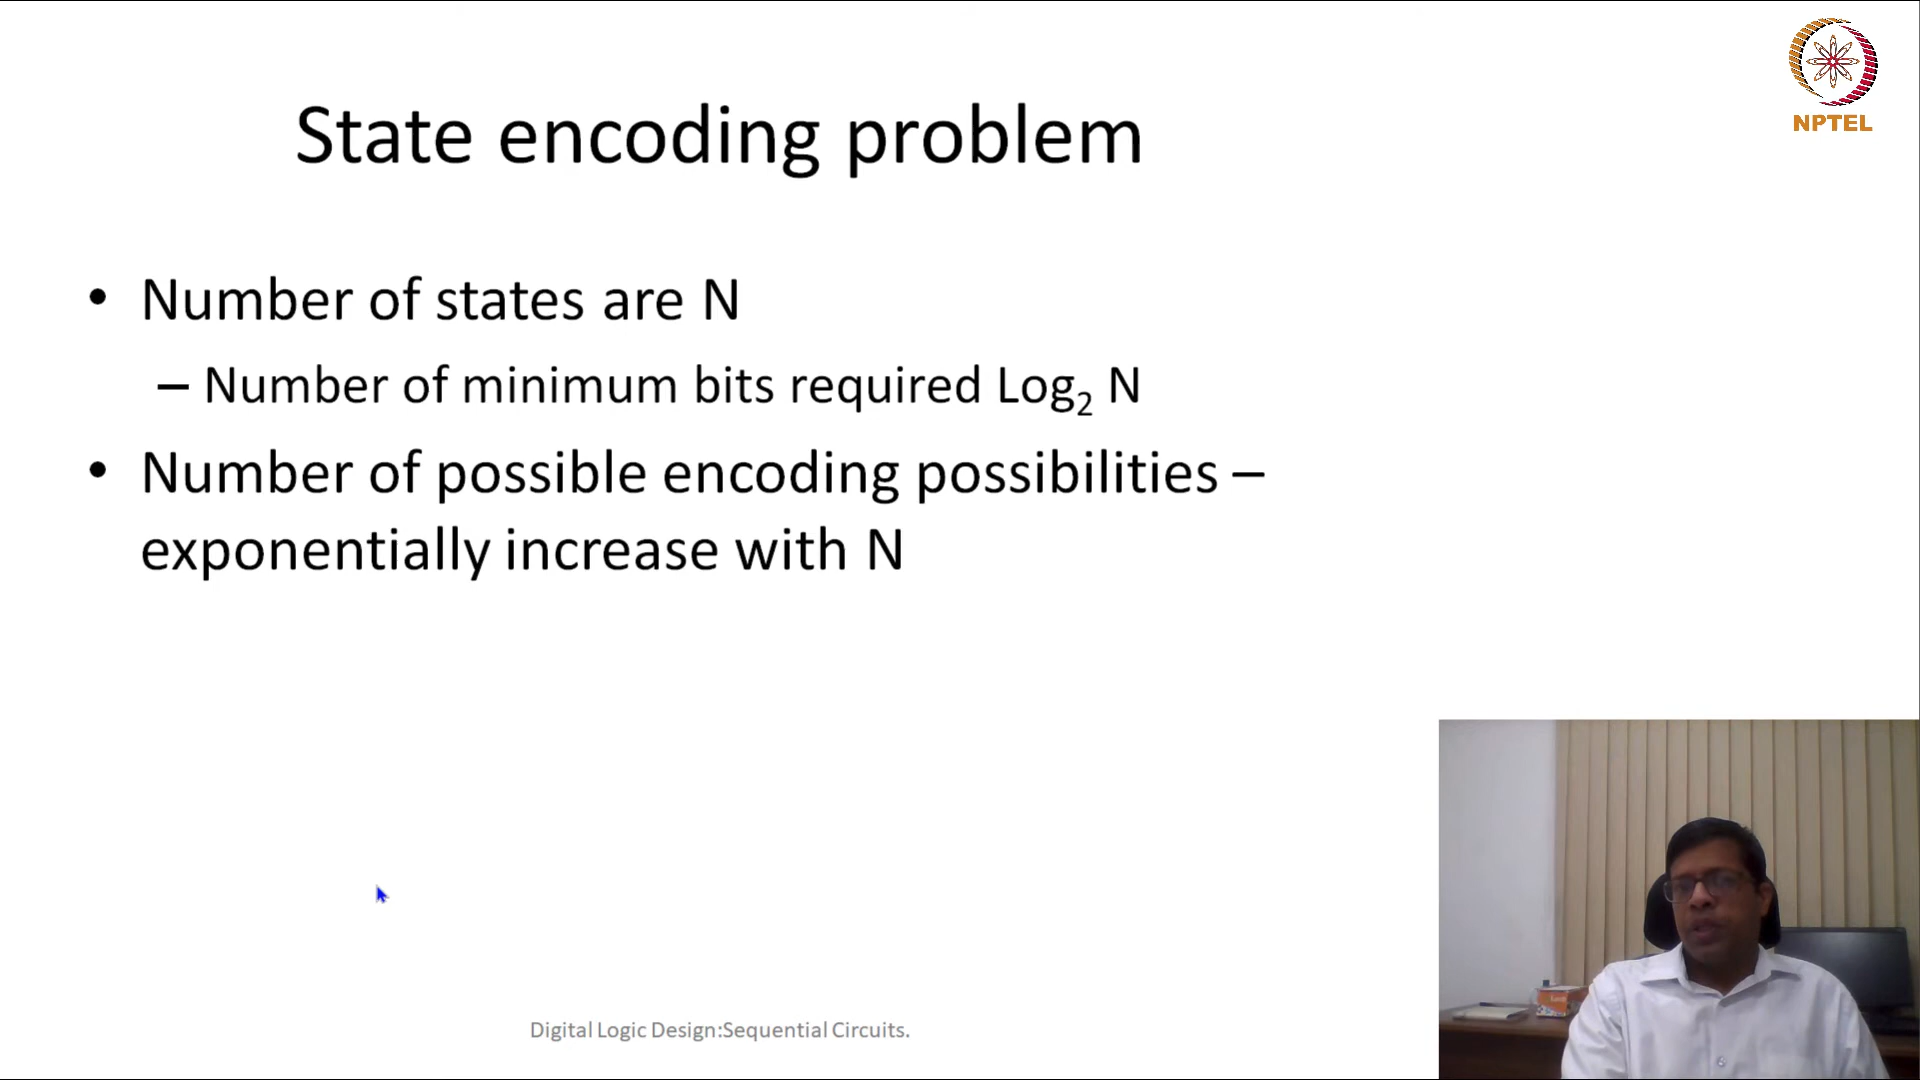 NPTEL
State encoding problem
• Number of states are N
– Number of minimum bits required Log₂ N
• Number of possible encoding possibilities –
exponentially increase with N
Digital Logic Design:Sequential Circuits.